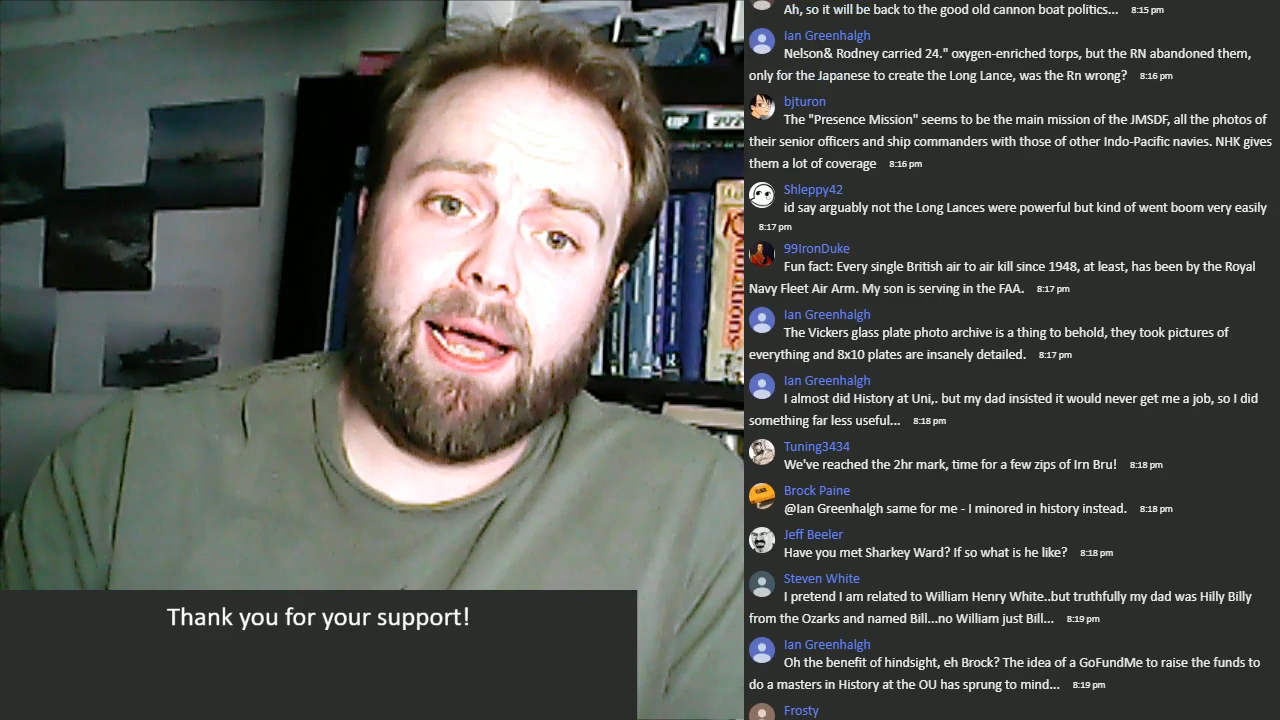 Ah, so it will be back to the good old cannon boat politics... 8:15 pm
Ian Greenhalgh
Nelson& Rodney carried 24." oxygen-enriched torps, but the RN abandoned them,
only for the Japanese to create the Long Lance, was the Rn wrong? 8:16 pm
bjturon
The "Presence Mission" seems to be the main mission of the JMSDF, all the photos of
their senior officers and ship commanders with those of other Indo-Pacific navies. NHK gives
them a lot of coverage 8:16 pm
Shleppy42
id say arguably not the Long Lances were powerful but kind of went boom very easily
8:17 pm
99IronDuke
Fun fact: Every single British air to air kill since 1948, at least, has been by the Royal
Navy Fleet Air Arm. My son is serving in the FAA. 8:17 pm
Ian Greenhalgh
The Vickers glass plate photo archive is a thing to behold, they took pictures of
everything and 8x10 plates are insanely detailed. 8:17 pm
Ian Greenhalgh
I almost did History at Uni,. but my dad insisted it would never get me a job, so I did
something far less useful... 8:18 pm
Tuning3434
We've reached the 2hr mark, time for a few zips of Irn Bru! 8:18 pm
Brock Paine
@Ian Greenhalgh same for me - I minored in history instead. 8:18 pm
Jeff Beeler
Have you met Sharkey Ward? If so what is he like? 8:18 pm
Steven White
I pretend I am related to William Henry White..but truthfully my dad was Hilly Billy
from the Ozarks and named Bill...no William just Bill... 8:19 pm
Ian Greenhalgh
Oh the benefit of hindsight, eh Brock? The idea of a GoFundMe to raise the funds to
do a masters in History at the OU has sprung to mind... 8:19 pm
Frosty
Thank you for your support!